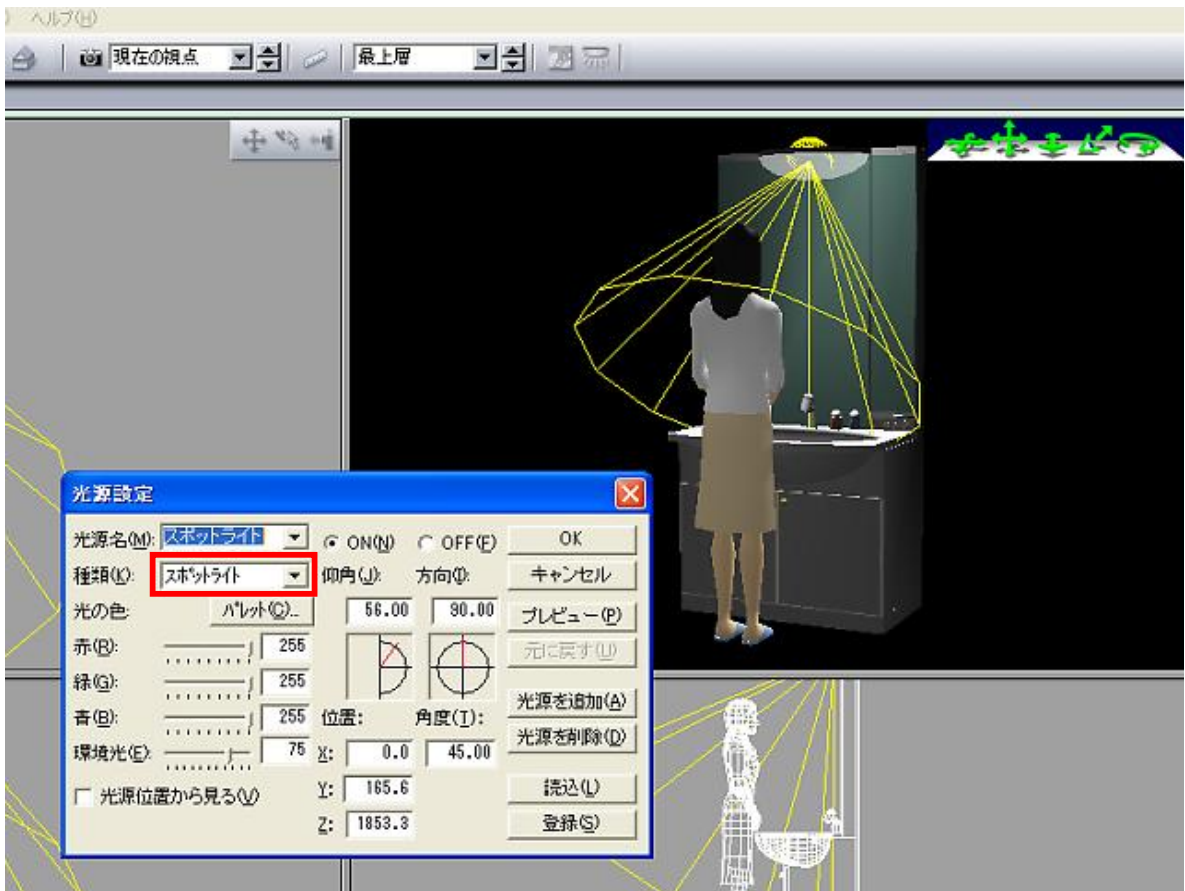 ヘルプ(H)
現在の視点 最上層
光源設定
光源名(M): スポットライト ON(N) OFF(F) OK
種類(K): スポットライト 仰角(J): 方向(I): キャンセル
光の色: パレット(C)... 56.00 90.00 プレビュー(P)
赤(R): 255 元に戻す(U)
緑(G): 255 光源を追加(A)
青(B): 255 位置: 角度(T): 光源を削除(D)
環境光(E): 75 X: 0.0 45.00
光源位置から見る(V) Y: 165.6 読込(L)
Z: 1853.3 登録(S)